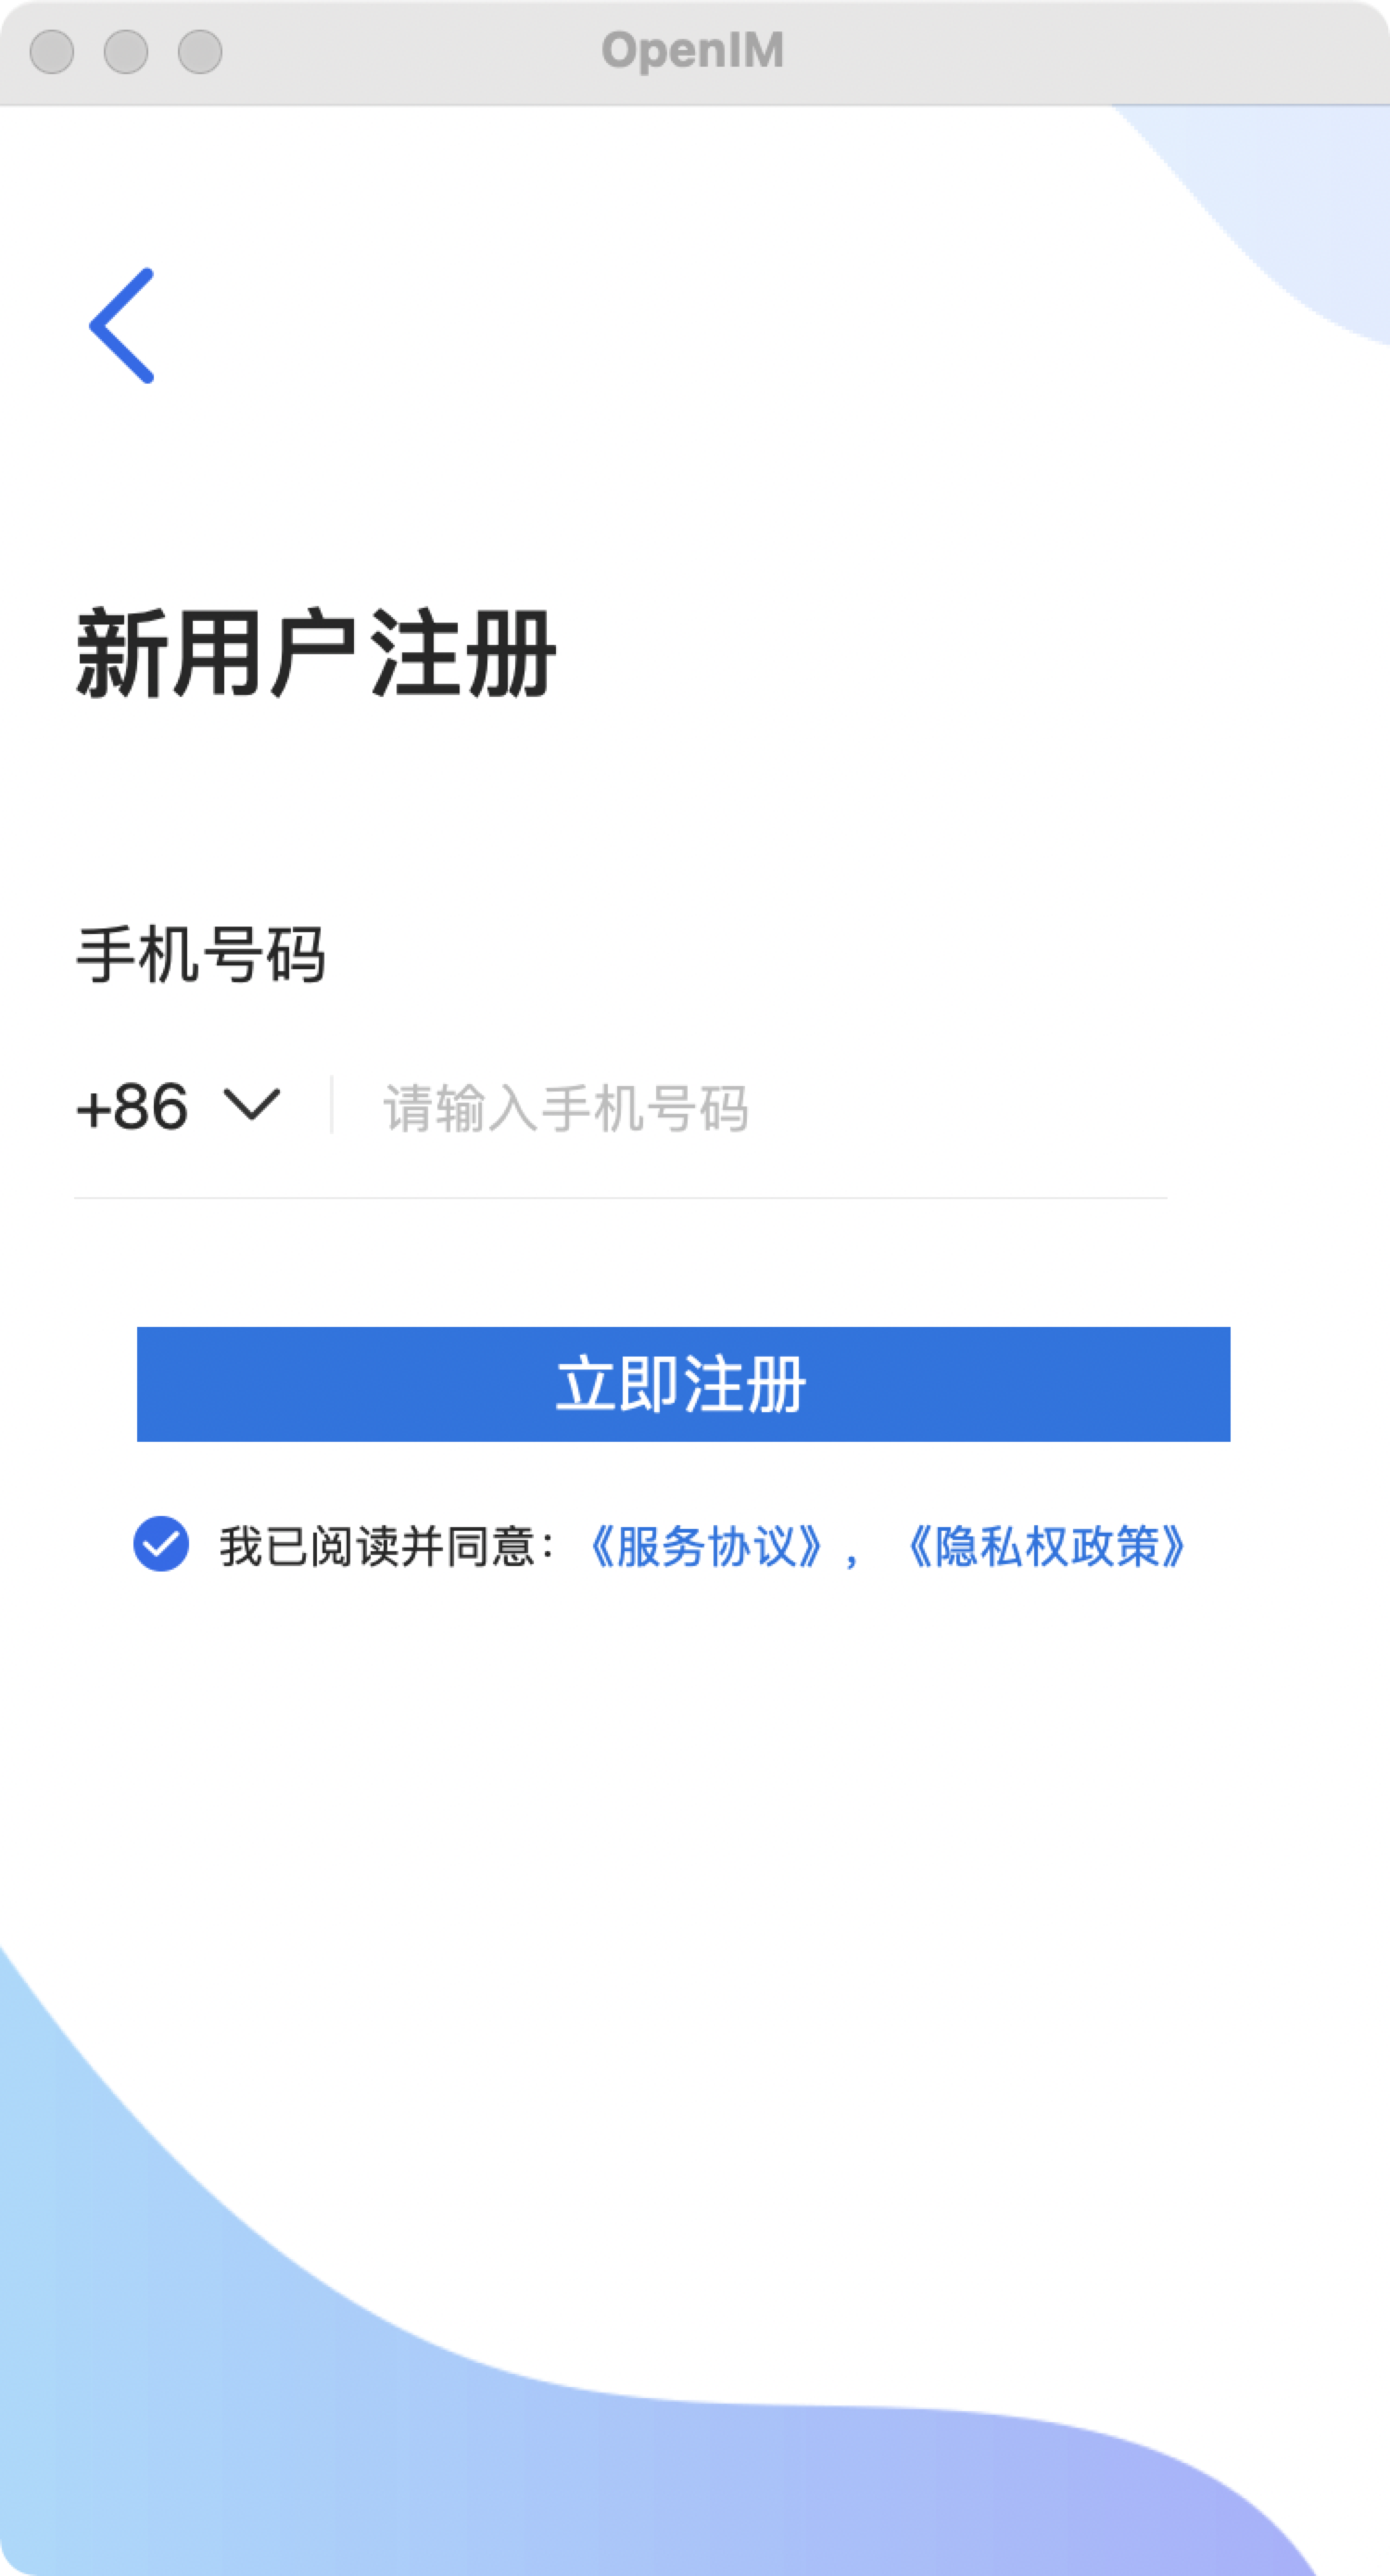 OpenIM
新用户注册
手机号码
+86 请输入手机号码
立即注册
我已阅读并同意：《服务协议》，《隐私权政策》